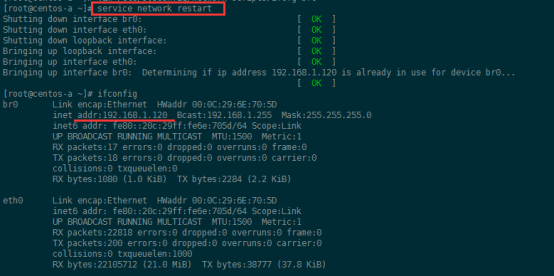 [root@centos-a ~]# service network restart
Shutting down interface br0: [ OK ]
Shutting down interface eth0: [ OK ]
Shutting down loopback interface: [ OK ]
Bringing up loopback interface: [ OK ]
Bringing up interface eth0: [ OK ]
Bringing up interface br0: Determining if ip address 192.168.1.120 is already in use for device br0...
[ OK ]
[root@centos-a ~]# ifconfig
br0 Link encap:Ethernet HWaddr 00:0C:29:6E:70:5D
inet addr:192.168.1.120 Bcast:192.168.1.255 Mask:255.255.255.0
inet6 addr: fe80::20c:29ff:fe6e:705d/64 Scope:Link
UP BROADCAST RUNNING MULTICAST MTU:1500 Metric:1
RX packets:17 errors:0 dropped:0 overruns:0 frame:0
TX packets:18 errors:0 dropped:0 overruns:0 carrier:0
collisions:0 txqueuelen:0
RX bytes:1080 (1.0 KiB) TX bytes:2284 (2.2 KiB)
eth0 Link encap:Ethernet HWaddr 00:0C:29:6E:70:5D
inet6 addr: fe80::20c:29ff:fe6e:705d/64 Scope:Link
UP BROADCAST RUNNING MULTICAST MTU:1500 Metric:1
RX packets:22818 errors:0 dropped:0 overruns:0 frame:0
TX packets:200 errors:0 dropped:0 overruns:0 carrier:0
collisions:0 txqueuelen:1000
RX bytes:22105712 (21.0 MiB) TX bytes:38777 (37.8 KiB)